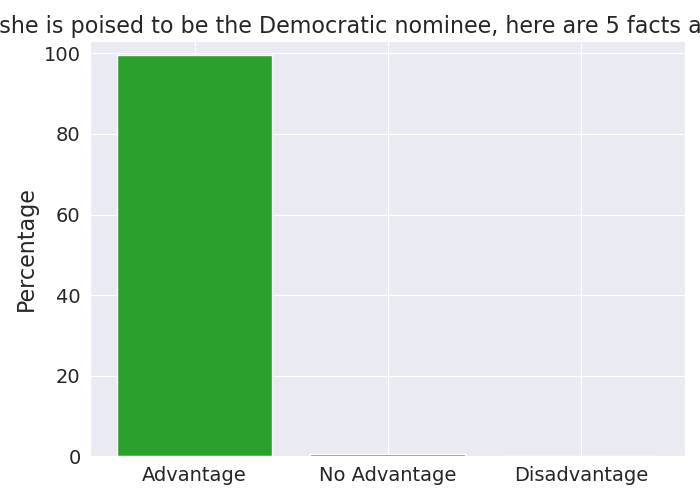 she is poised to be the Democratic nominee, here are 5 facts a
100
80
60
40
20
0
Percentage
Advantage
No Advantage
Disadvantage